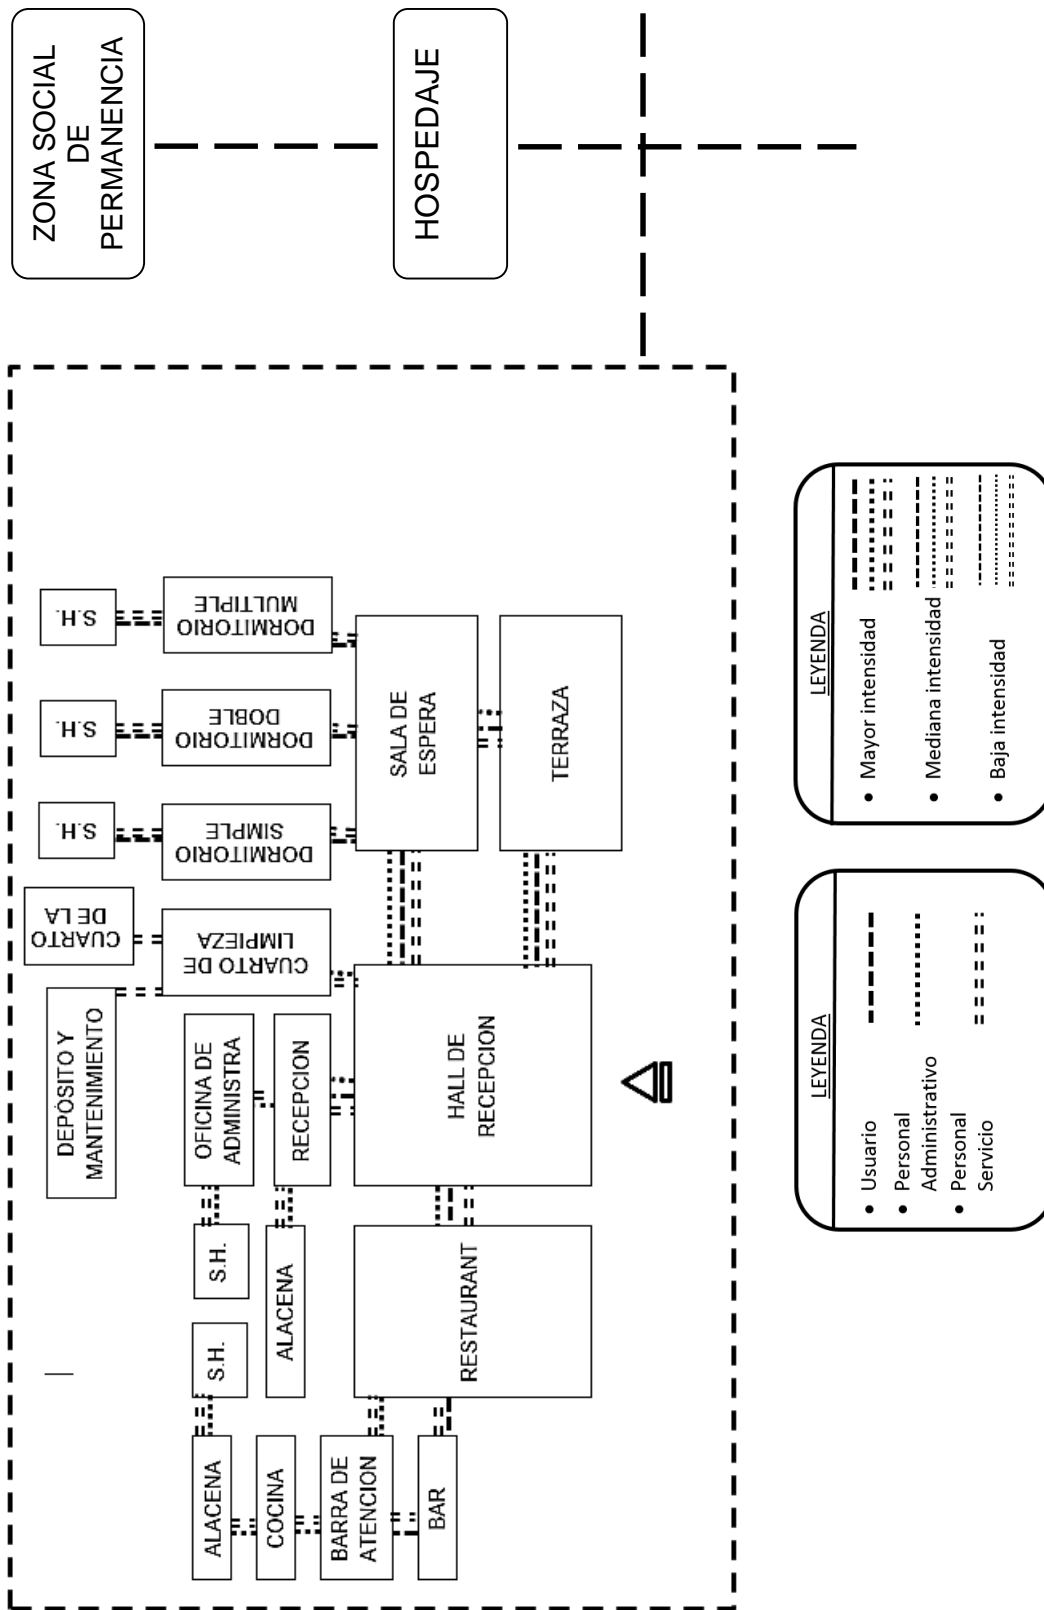 ZONA SOCIAL
DE
PERMANENCIA
HOSPEDAJE
S.H.
S.H.
S.H.
CUARTO
DE LA
DEPÓSITO Y
MANTENIMIENTO
DORMITORIO
MULTIPLE
DORMITORIO
DOBLE
DORMITORIO
SIMPLE
CUARTO DE
LIMPIEZA
OFICINA DE
ADMINISTRA
RECEPCION
S.H.
ALACENA
S.H.
ALACENA
COCINA
BARRA DE
ATENCION
BAR
SALA DE
ESPERA
TERRAZA
HALL DE
RECEPCION
RESTAURANT
LEYENDA
• Usuario
• Personal
Administrativo
• Personal
Servicio
LEYENDA
• Mayor intensidad
• Mediana intensidad
• Baja intensidad